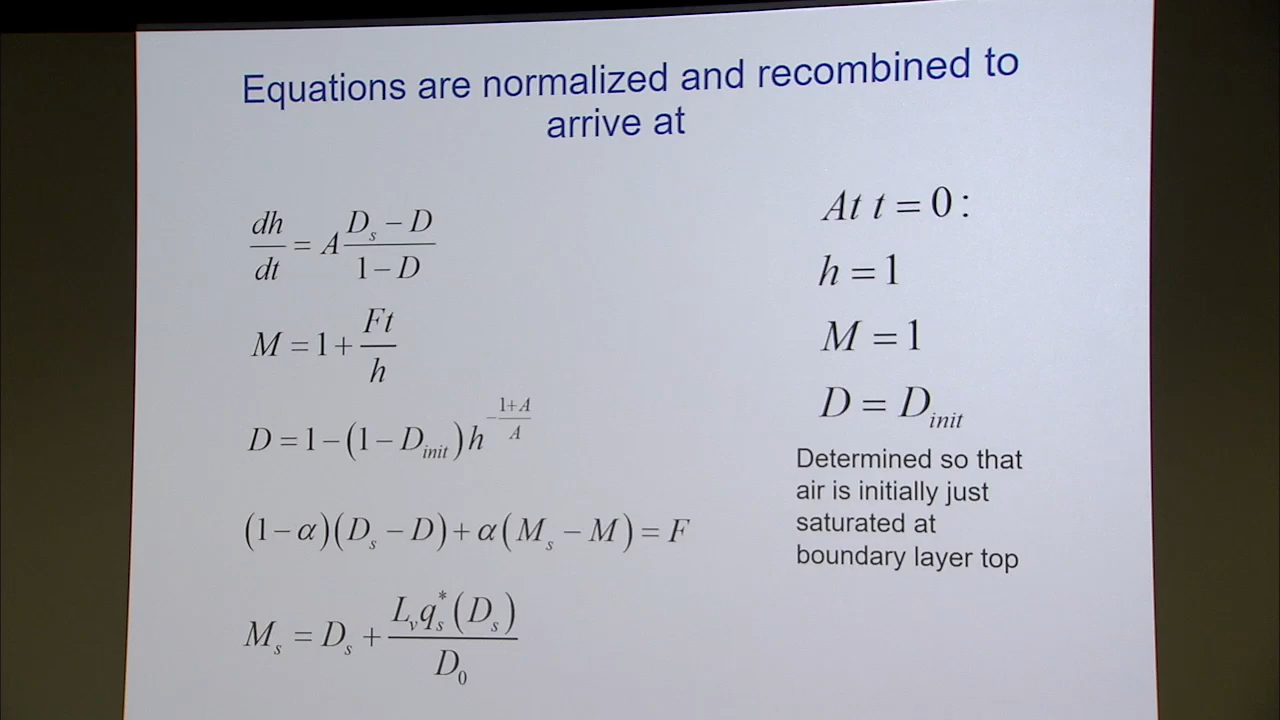 Equations are normalized and recombined to
arrive at
dh/dt = A (D_s − D)/(1 − D)
M = 1 + Ft/h
D = 1 − (1 − D_init) h^(−(1+A)/A)
(1 − α)(D_s − D) + α(M_s − M) = F
M_s = D_s + L_v q_s^*(D_s)/D_0
At t = 0:
h = 1
M = 1
D = D_init
Determined so that
air is initially just
saturated at
boundary layer top